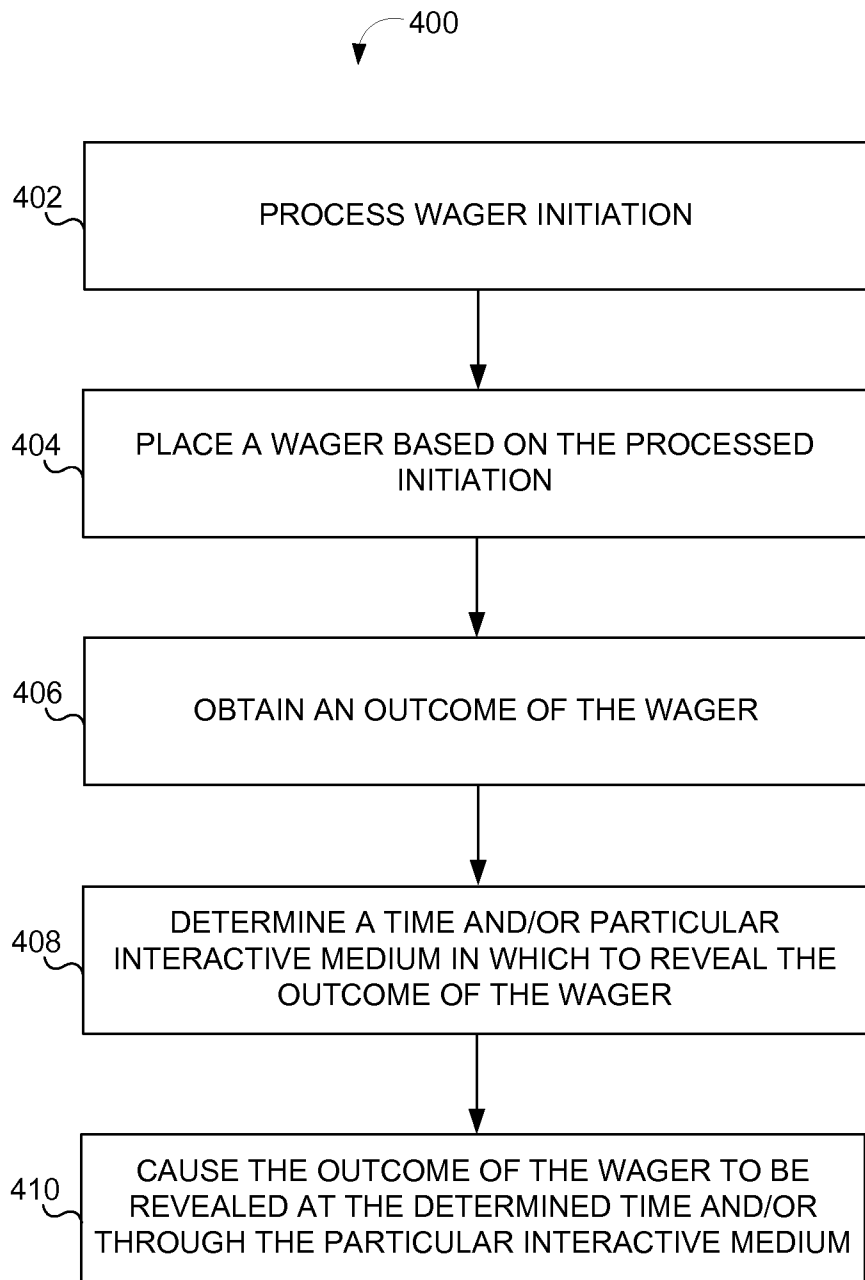 400
402
PROCESS WAGER INITIATION
404
PLACE A WAGER BASED ON THE PROCESSED
INITIATION
406
OBTAIN AN OUTCOME OF THE WAGER
408
DETERMINE A TIME AND/OR PARTICULAR
INTERACTIVE MEDIUM IN WHICH TO REVEAL THE
OUTCOME OF THE WAGER
410
CAUSE THE OUTCOME OF THE WAGER TO BE
REVEALED AT THE DETERMINED TIME AND/OR
THROUGH THE PARTICULAR INTERACTIVE MEDIUM